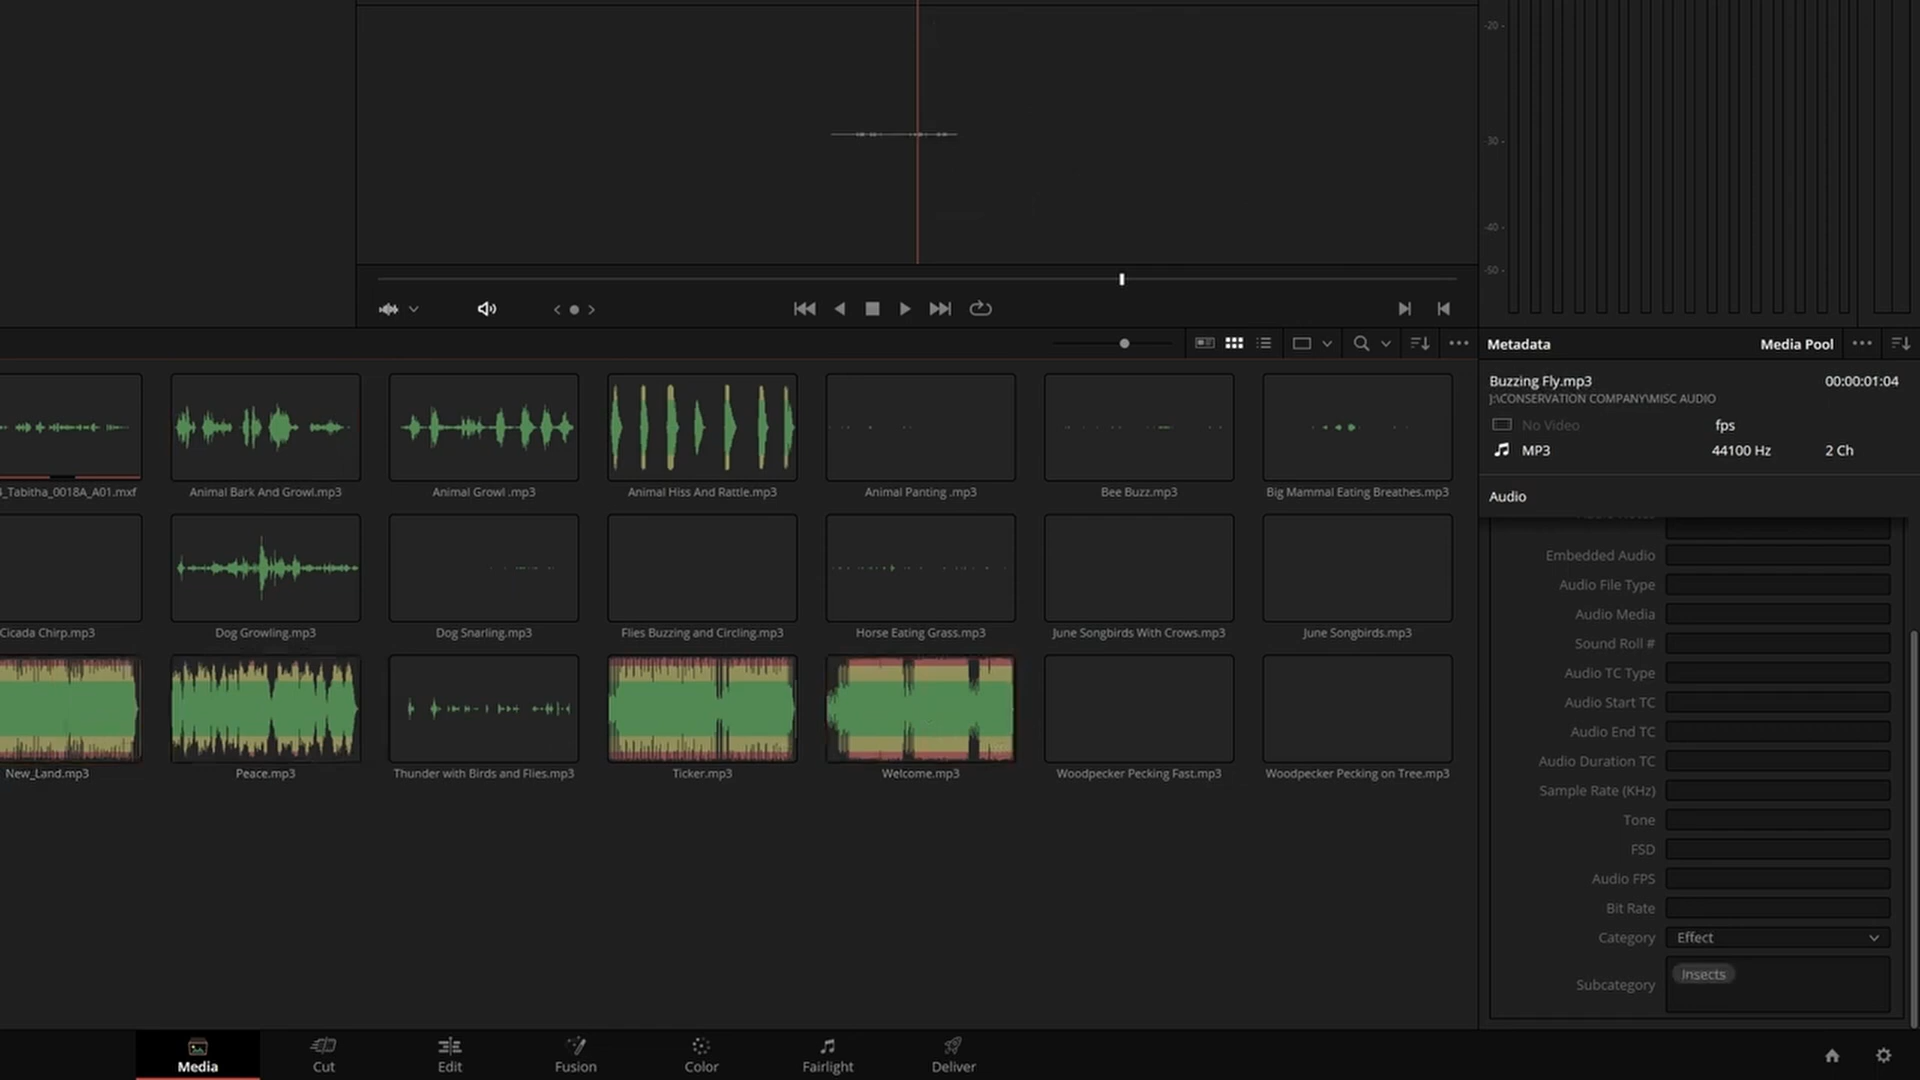 -20
-30
-40
-50
Metadata
Media Pool
Buzzing Fly.mp3
00:00:01:04
J:\CONSERVATION COMPANY\MISC AUDIO
No Video
fps
MP3
44100 Hz
2 Ch
Audio
_Tabitha_0018A_A01.mxf
Animal Bark And Growl.mp3
Animal Growl .mp3
Animal Hiss And Rattle.mp3
Animal Panting .mp3
Bee Buzz.mp3
Big Mammal Eating Breathes.mp3
Cicada Chirp.mp3
Dog Growling.mp3
Dog Snarling.mp3
Flies Buzzing and Circling.mp3
Horse Eating Grass.mp3
June Songbirds With Crows.mp3
June Songbirds.mp3
New_Land.mp3
Peace.mp3
Thunder with Birds and Flies.mp3
Ticker.mp3
Welcome.mp3
Woodpecker Pecking Fast.mp3
Woodpecker Pecking on Tree.mp3
Embedded Audio
Audio File Type
Audio Media
Sound Roll #
Audio TC Type
Audio Start TC
Audio End TC
Audio Duration TC
Sample Rate (KHz)
Tone
FSD
Audio FPS
Bit Rate
Category
Effect
Subcategory
Insects
Media
Cut
Edit
Fusion
Color
Fairlight
Deliver